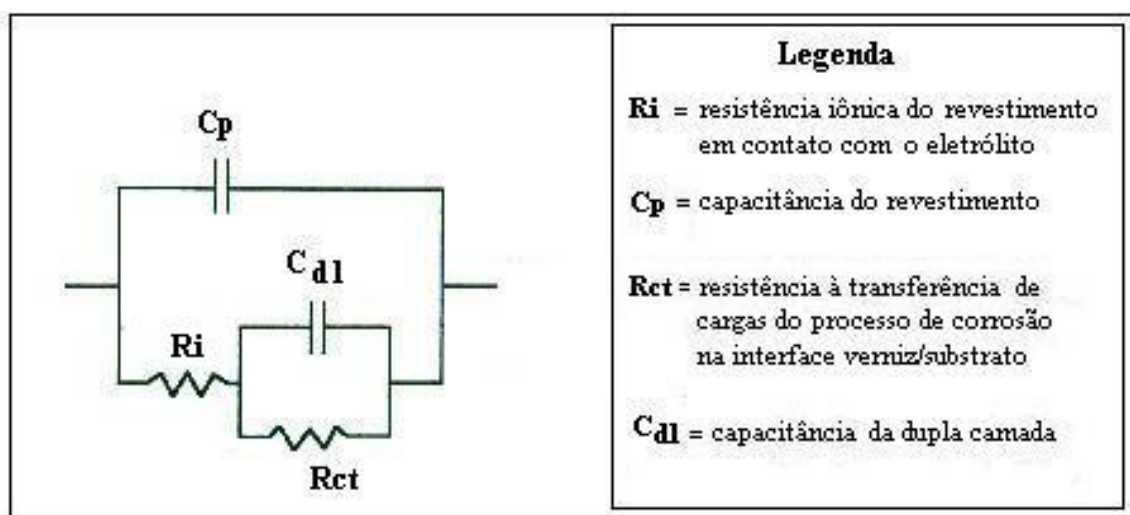 Cp
C dl
Ri
Rct
Legenda
Ri = resistência iônica do revestimento
em contato com o eletrólito
Cp = capacitância do revestimento
Rct = resistência à transferência de
cargas do processo de corrosão
na interface verniz/substrato
Cdl = capacitância da dupla camada